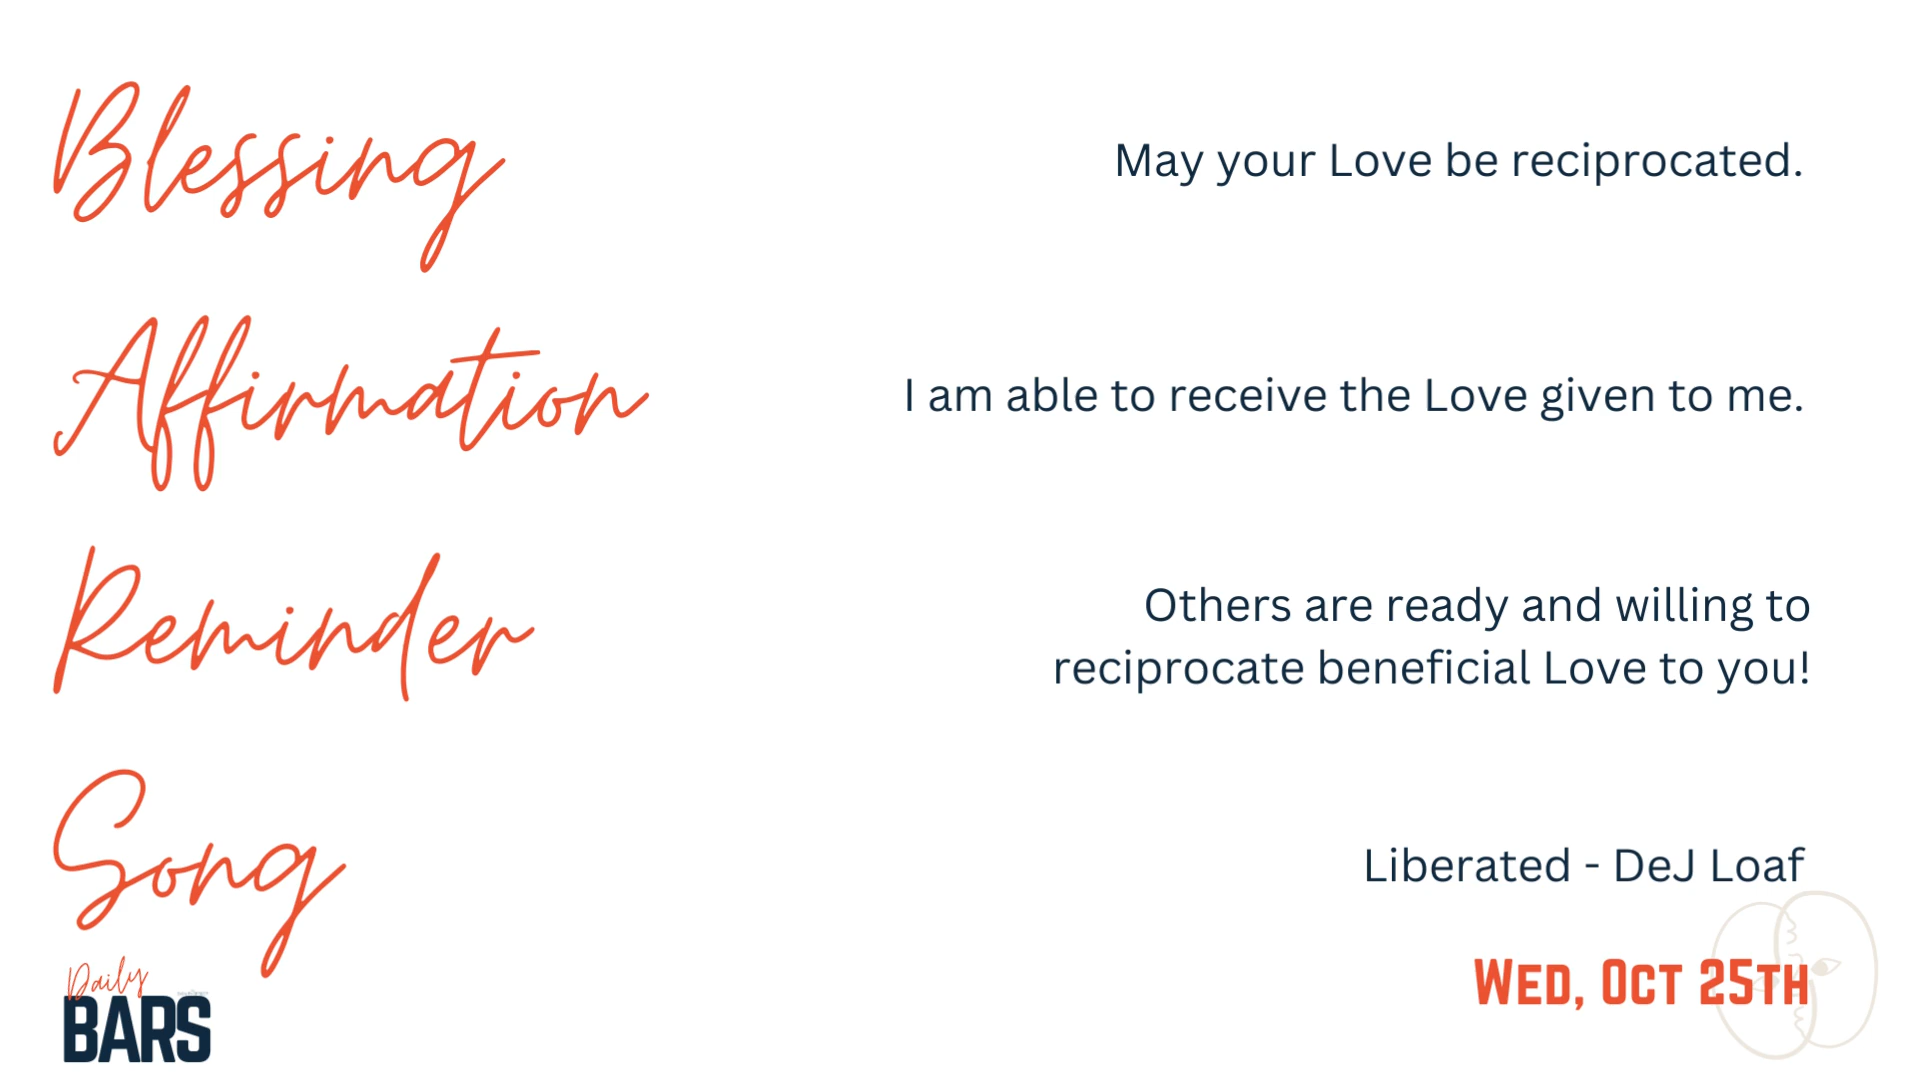 Blessing
May your Love be reciprocated.
Affirmation
I am able to receive the Love given to me.
Reminder
Others are ready and willing to
reciprocate beneficial Love to you!
Song
Liberated - DeJ Loaf
Daily
BARS
Wed, Oct 25th